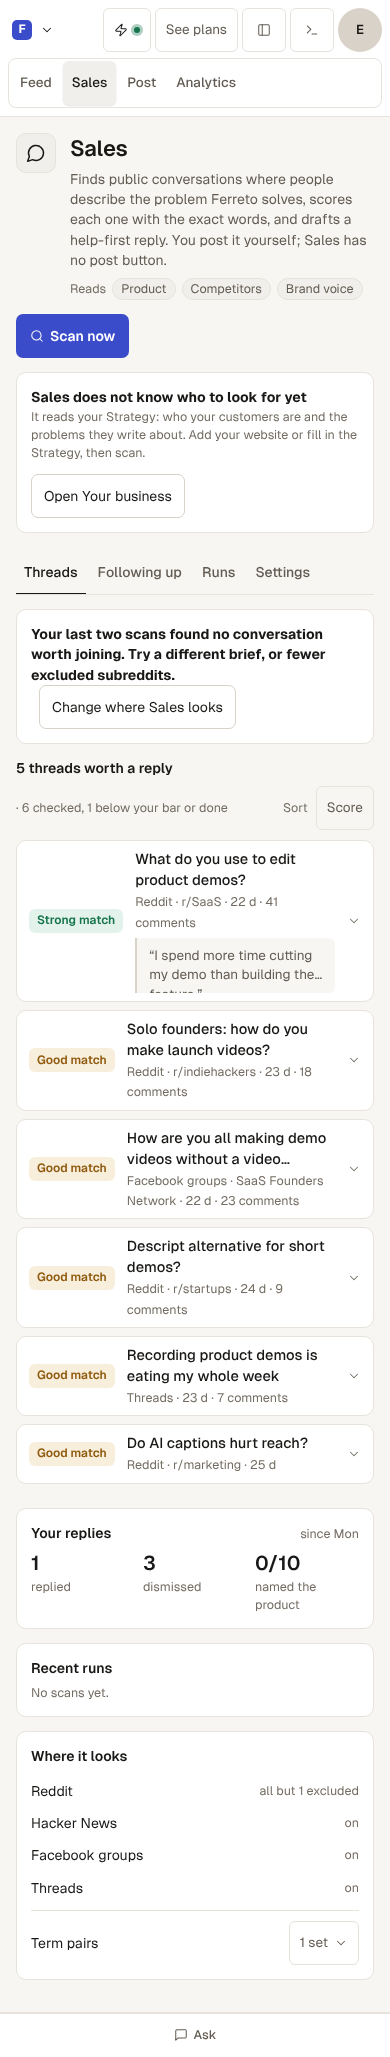 F
See plans
E
Feed Sales Post Analytics
Sales
Finds public conversations where people
describe the problem Ferreto solves, scores
each one with the exact words, and drafts a
help-first reply. You post it yourself; Sales has
no post button.
Reads Product Competitors Brand voice
Scan now
Sales does not know who to look for yet
It reads your Strategy: who your customers are and the
problems they write about. Add your website or fill in the
Strategy, then scan.
Open Your business
Threads Following up Runs Settings
Your last two scans found no conversation
worth joining. Try a different brief, or fewer
excluded subreddits.
Change where Sales looks
5 threads worth a reply
· 6 checked, 1 below your bar or done
Sort Score
Strong match
What do you use to edit
product demos?
Reddit · r/SaaS · 22 d · 41
comments
“I spend more time cutting
my demo than building the…
feature.”
Good match
Solo founders: how do you
make launch videos?
Reddit · r/indiehackers · 23 d · 18
comments
Good match
How are you all making demo
videos without a video…
Facebook groups · SaaS Founders
Network · 22 d · 23 comments
Good match
Descript alternative for short
demos?
Reddit · r/startups · 24 d · 9
comments
Good match
Recording product demos is
eating my whole week
Threads · 23 d · 7 comments
Good match
Do AI captions hurt reach?
Reddit · r/marketing · 25 d
Your replies since Mon
1 3 0/10
replied dismissed named the
product
Recent runs
No scans yet.
Where it looks
Reddit all but 1 excluded
Hacker News on
Facebook groups on
Threads on
Term pairs 1 set
Ask